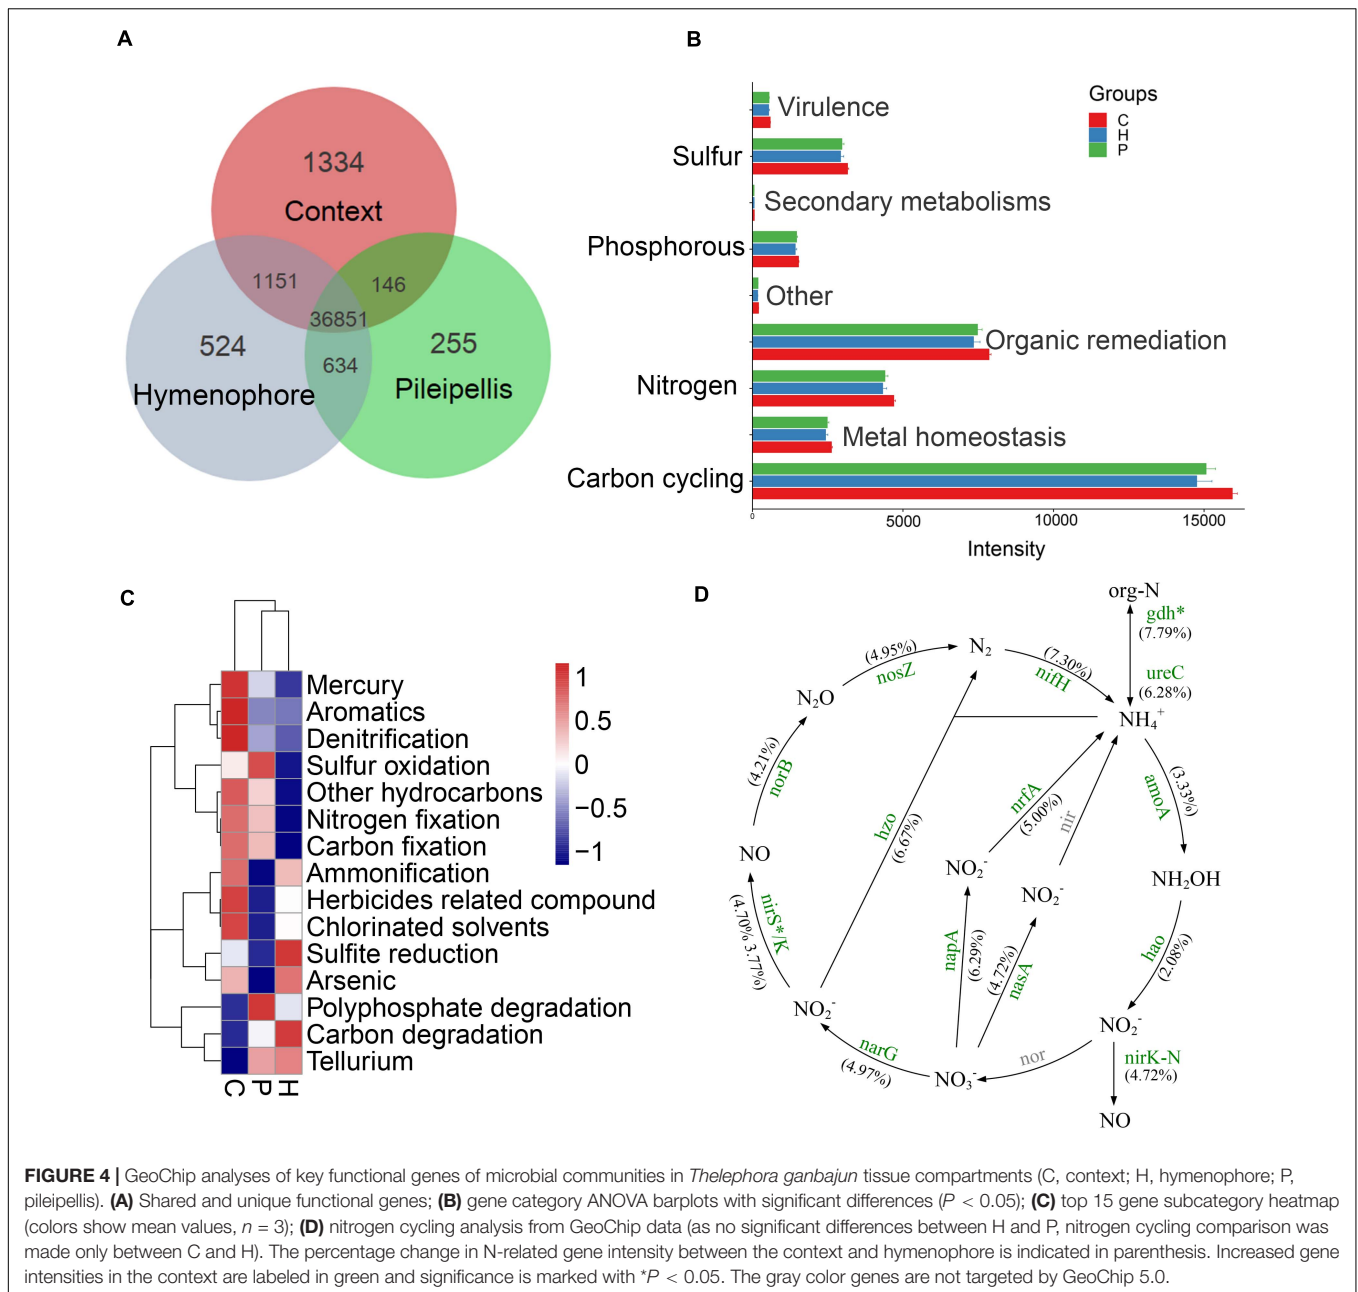 A
1334
Context
1151
146
36851
524
255
634
Hymenophore
Pileipellis
B
Groups
C
H
P
Virulence
Sulfur
Secondary metabolisms
Phosphorous
Other
Organic remediation
Nitrogen
Metal homeostasis
Carbon cycling
0
5000
10000
15000
Intensity
C
Mercury
Aromatics
Denitrification
Sulfur oxidation
Other hydrocarbons
Nitrogen fixation
Carbon fixation
Ammonification
Herbicides related compound
Chlorinated solvents
Sulfite reduction
Arsenic
Polyphosphate degradation
Carbon degradation
Tellurium
C
P
H
1
0.5
0
−0.5
−1
D
org-N
gdh*
(7.79%)
ureC
(6.28%)
N₂
(7.30%)
nifH
NH₄⁺
(4.95%)
nosZ
N₂O
(4.21%)
norB
NO
nirS*/K
(4.70% 3.77%)
NO₂⁻
hzo
(6.67%)
nrfA
(5.00%)
nir
NO₂⁻
NO₂⁻
napA
(6.29%)
(4.72%)
nasA
narG
(4.97%)
NO₃⁻
nor
(3.33%)
amoA
NH₂OH
hao
(2.08%)
NO₂⁻
nirK-N
(4.72%)
NO
FIGURE 4 | GeoChip analyses of key functional genes of microbial communities in Thelephora ganbajun tissue compartments (C, context; H, hymenophore; P,
pileipellis). (A) Shared and unique functional genes; (B) gene category ANOVA barplots with significant differences (P < 0.05); (C) top 15 gene subcategory heatmap
(colors show mean values, n = 3); (D) nitrogen cycling analysis from GeoChip data (as no significant differences between H and P, nitrogen cycling comparison was
made only between C and H). The percentage change in N-related gene intensity between the context and hymenophore is indicated in parenthesis. Increased gene
intensities in the context are labeled in green and significance is marked with *P < 0.05. The gray color genes are not targeted by GeoChip 5.0.